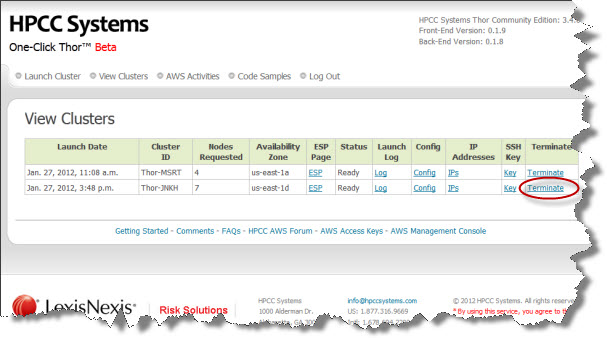 HPCC Systems
HPCC Systems Thor Community Edition: 3.4.
Front-End Version: 0.1.9
Back-End Version: 0.1.8
One-Click Thor™ Beta
Launch Cluster View Clusters AWS Activities Code Samples Log Out
View Clusters
Launch Date Cluster ID Nodes Requested Availability Zone ESP Page Status Launch Log Config IP Addresses SSH Key Terminate
Jan. 27, 2012, 11:08 a.m. Thor-MSRT 4 us-east-1a ESP Ready Log Config IPs Key Terminate
Jan. 27, 2012, 3:48 p.m. Thor-JNKH 7 us-east-1d ESP Ready Log Config IPs Key Terminate
Getting Started - Comments - FAQs - HPCC AWS Forum - AWS Access Keys - AWS Management Console
LexisNexis® Risk Solutions
HPCC Systems
1000 Alderman Dr.
info@hpccsystems.com
US: 1.877.316.9669
© 2012 HPCC Systems. All rights reserved
* By using this service, you agree to th